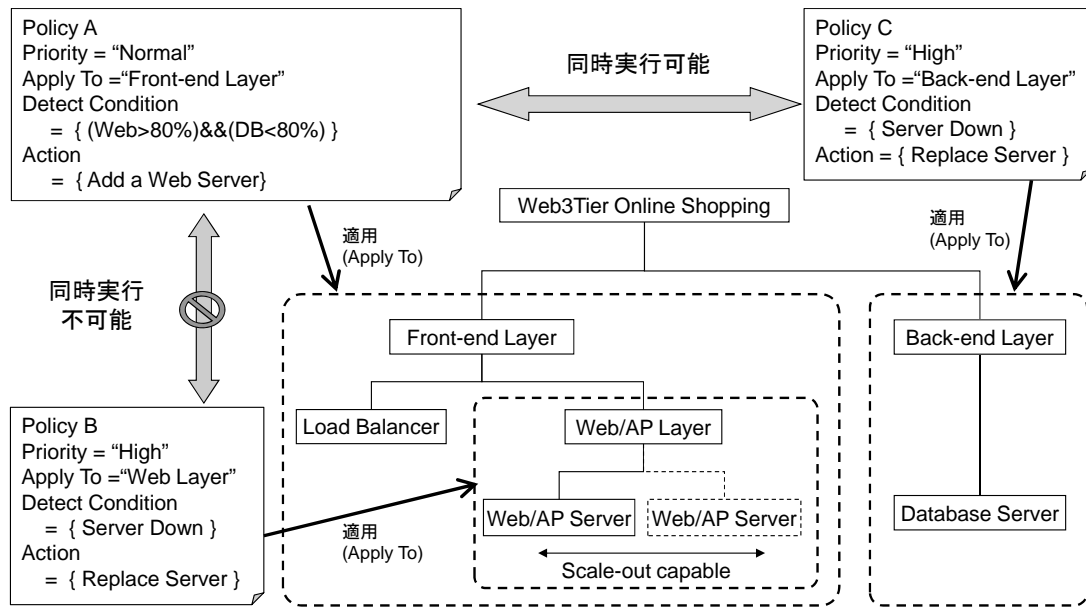 Policy A
Priority = “Normal”
Apply To =“Front-end Layer”
Detect Condition
= { (Web>80%)&&(DB<80%) }
Action
= { Add a Web Server}
同時実行可能
Policy C
Priority = “High”
Apply To =“Back-end Layer”
Detect Condition
= { Server Down }
Action = { Replace Server }
Web3Tier Online Shopping
適用
(Apply To)
適用
(Apply To)
同時実行
不可能
Front-end Layer
Back-end Layer
Load Balancer
Web/AP Layer
Policy B
Priority = “High”
Apply To =“Web Layer”
Detect Condition
= { Server Down }
Action
= { Replace Server }
適用
(Apply To)
Web/AP Server
Web/AP Server
Database Server
Scale-out capable